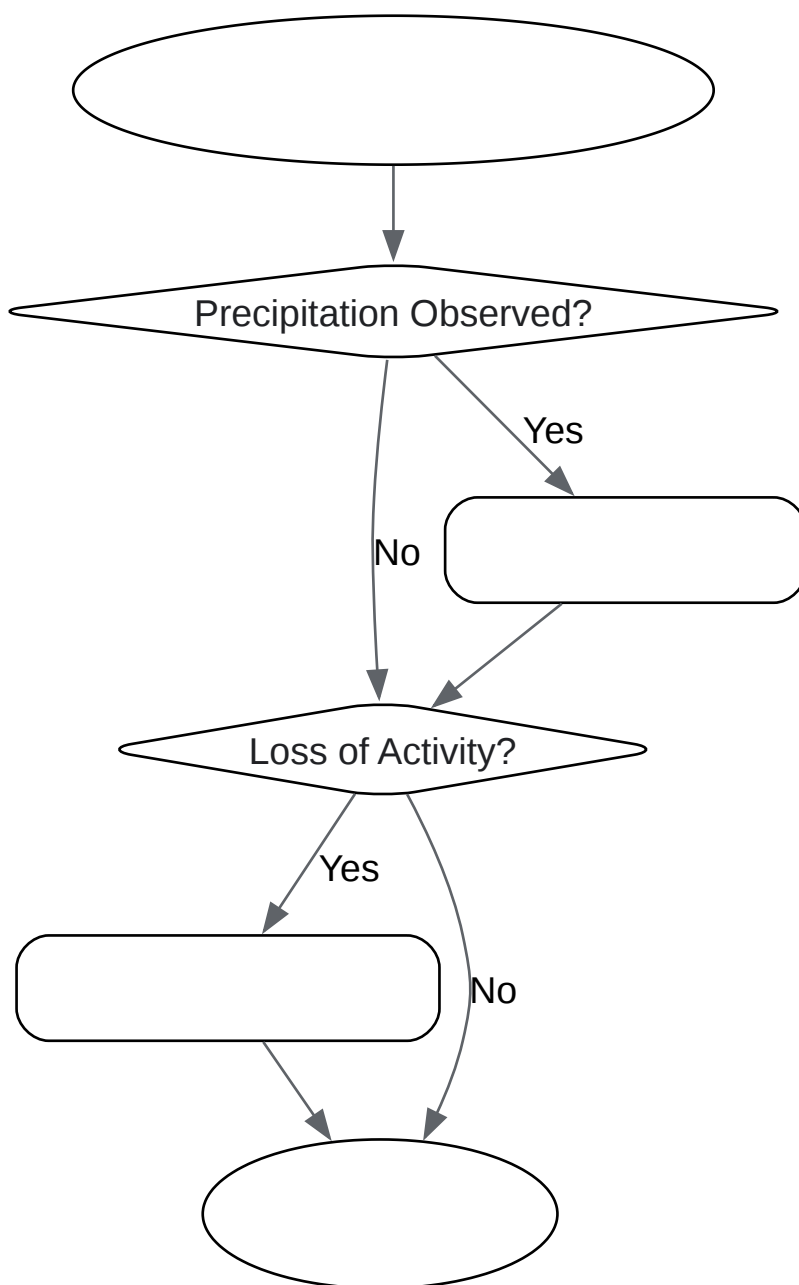 Precipitation Observed?
Yes
No
Loss of Activity?
Yes
No